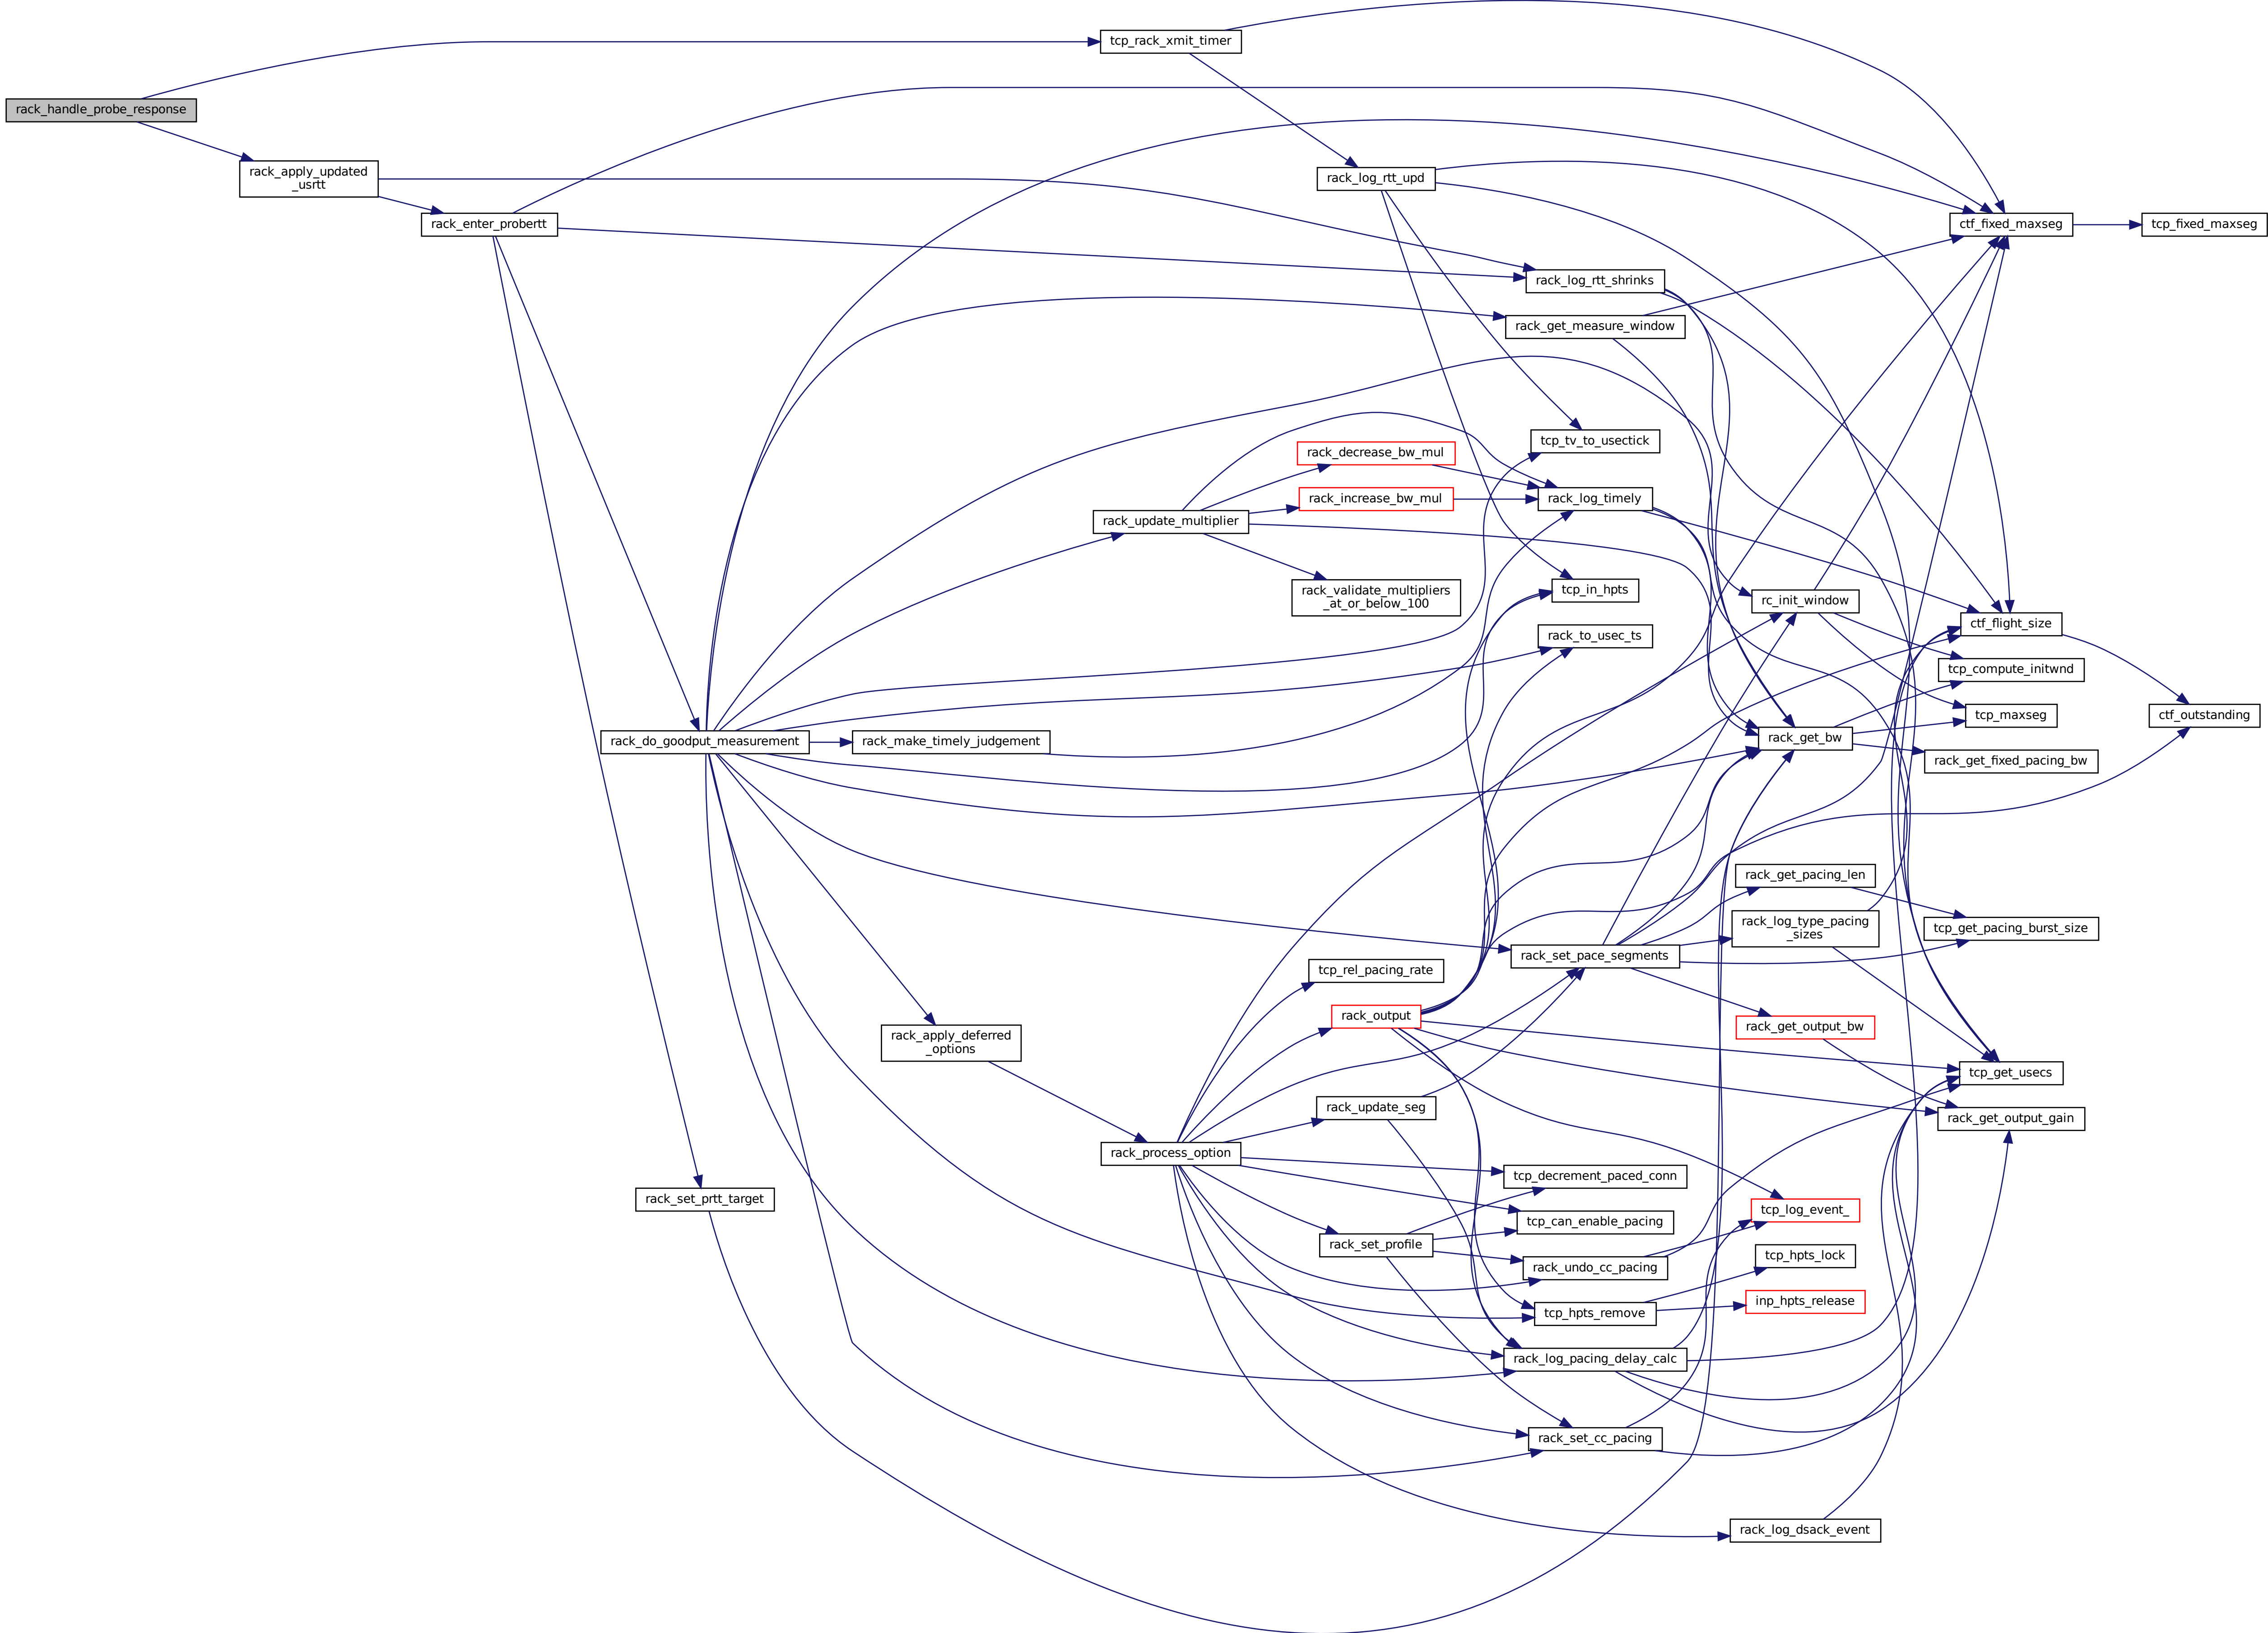 tcp_rack_xmit_timer
rack_handle_probe_response
rack_apply_updated
_usrtt
rack_log_rtt_upd
rack_enter_probertt
ctf_fixed_maxseg
tcp_fixed_maxseg
rack_log_rtt_shrinks
rack_get_measure_window
tcp_tv_to_usectick
rack_decrease_bw_mul
rack_increase_bw_mul
rack_log_timely
rack_update_multiplier
rack_validate_multipliers
_at_or_below_100
tcp_in_hpts
rc_init_window
ctf_flight_size
rack_to_usec_ts
tcp_compute_initwnd
tcp_maxseg
ctf_outstanding
rack_do_goodput_measurement
rack_make_timely_judgement
rack_get_bw
rack_get_fixed_pacing_bw
rack_get_pacing_len
rack_log_type_pacing
_sizes
tcp_get_pacing_burst_size
rack_set_pace_segments
tcp_rel_pacing_rate
rack_output
rack_get_output_bw
rack_apply_deferred
_options
tcp_get_usecs
rack_update_seg
rack_get_output_gain
rack_process_option
tcp_decrement_paced_conn
rack_set_prtt_target
tcp_log_event_
tcp_can_enable_pacing
rack_set_profile
tcp_hpts_lock
rack_undo_cc_pacing
inp_hpts_release
tcp_hpts_remove
rack_log_pacing_delay_calc
rack_set_cc_pacing
rack_log_dsack_event